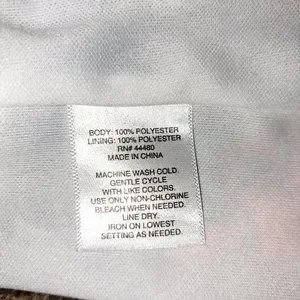 BODY: 100% POLYESTER
LINING: 100% POLYESTER
RN# 44480
MADE IN CHINA
MACHINE WASH COLD.
GENTLE CYCLE
WITH LIKE COLORS.
USE ONLY NON-CHLORINE
BLEACH WHEN NEEDED.
LINE DRY.
IRON ON LOWEST
SETTING AS NEEDED.